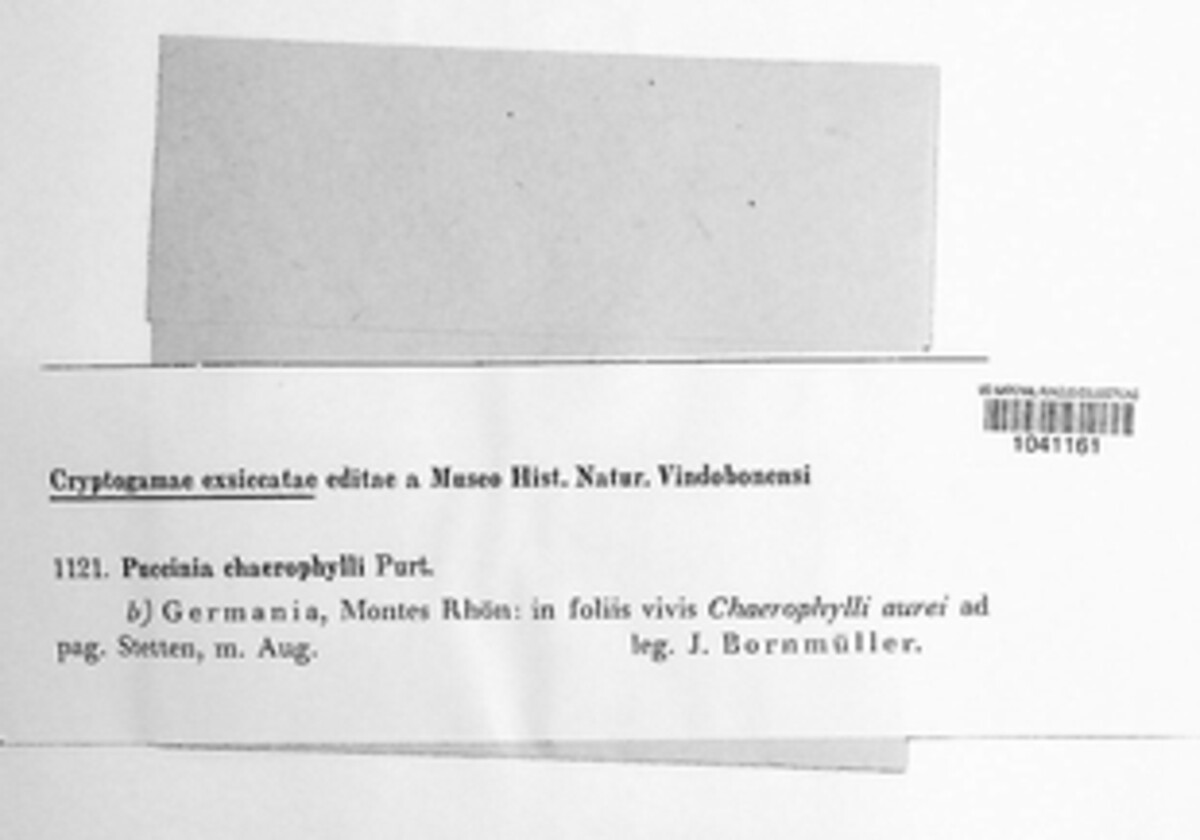 1041161
Cryptogamae exsiccatae editae a Museo Hist. Natur. Vindobonensi
1121. Puccinia chaerophylli Purt.
b) Germania, Montes Rhön: in foliis vivis Chaerophylli aurei ad
pag. Stetten, m. Aug. leg. J. Bornmüller.